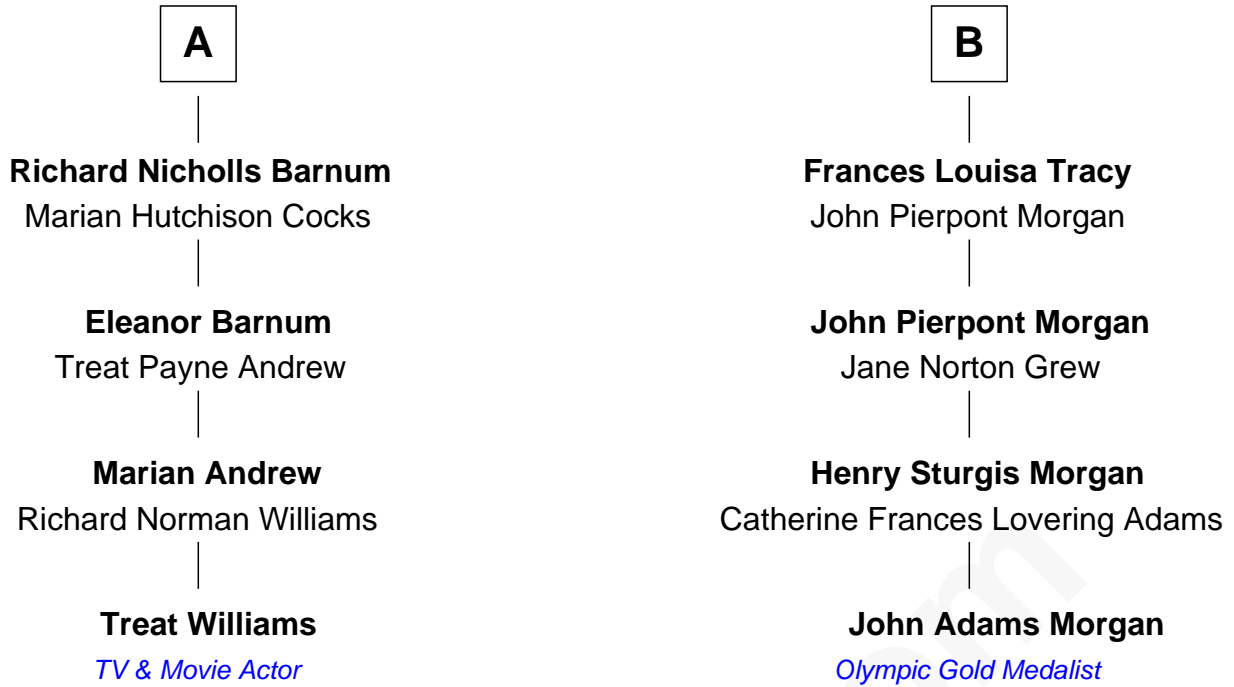 A
Richard Nicholls Barnum
Marian Hutchison Cocks
Eleanor Barnum
Treat Payne Andrew
Marian Andrew
Richard Norman Williams
Treat Williams
TV & Movie Actor
B
Frances Louisa Tracy
John Pierpont Morgan
John Pierpont Morgan
Jane Norton Grew
Henry Sturgis Morgan
Catherine Frances Lovering Adams
John Adams Morgan
Olympic Gold Medalist